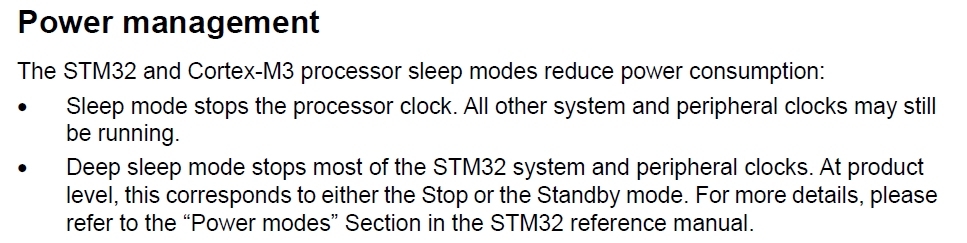 Power management
The STM32 and Cortex-M3 processor sleep modes reduce power consumption:
• Sleep mode stops the processor clock. All other system and peripheral clocks may still
be running.
• Deep sleep mode stops most of the STM32 system and peripheral clocks. At product
level, this corresponds to either the Stop or the Standby mode. For more details, please
refer to the “Power modes” Section in the STM32 reference manual.